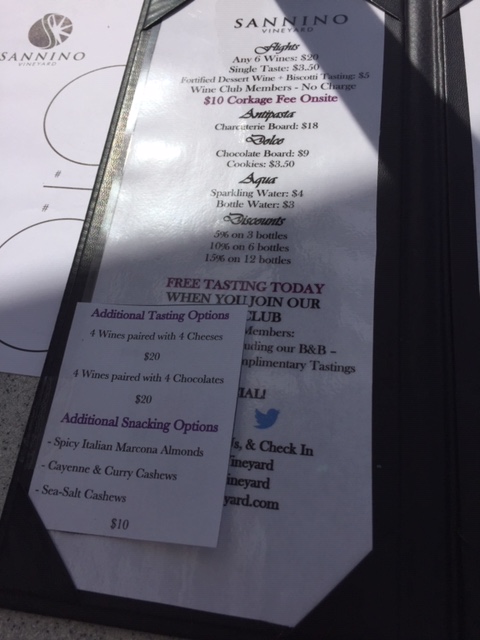 SANNINO
VINEYARD
#
#
SANNINO
VINEYARD
Flights
Any 6 Wines: $20
Single Taste: $3.50
Fortified Dessert Wine + Biscotti Tasting: $5
Wine Club Members - No Charge
$10 Corkage Fee Onsite
Antipasta
Charcuterie Board: $18
Dolce
Chocolate Board: $9
Cookies: $3.50
Aqua
Sparkling Water: $4
Bottle Water: $3
Discounts
5% on 3 bottles
10% on 6 bottles
15% on 12 bottles
FREE TASTING TODAY
WHEN YOU JOIN OUR
CLUB
Members:
uding our B&B –
mplimentary Tastings
IAL!
Us, & Check In
Vineyard
ineyard
yard.com
Additional Tasting Options
4 Wines paired with 4 Cheeses
$20
4 Wines paired with 4 Chocolates
$20
Additional Snacking Options
- Spicy Italian Marcona Almonds
- Cayenne & Curry Cashews
- Sea-Salt Cashews
$10